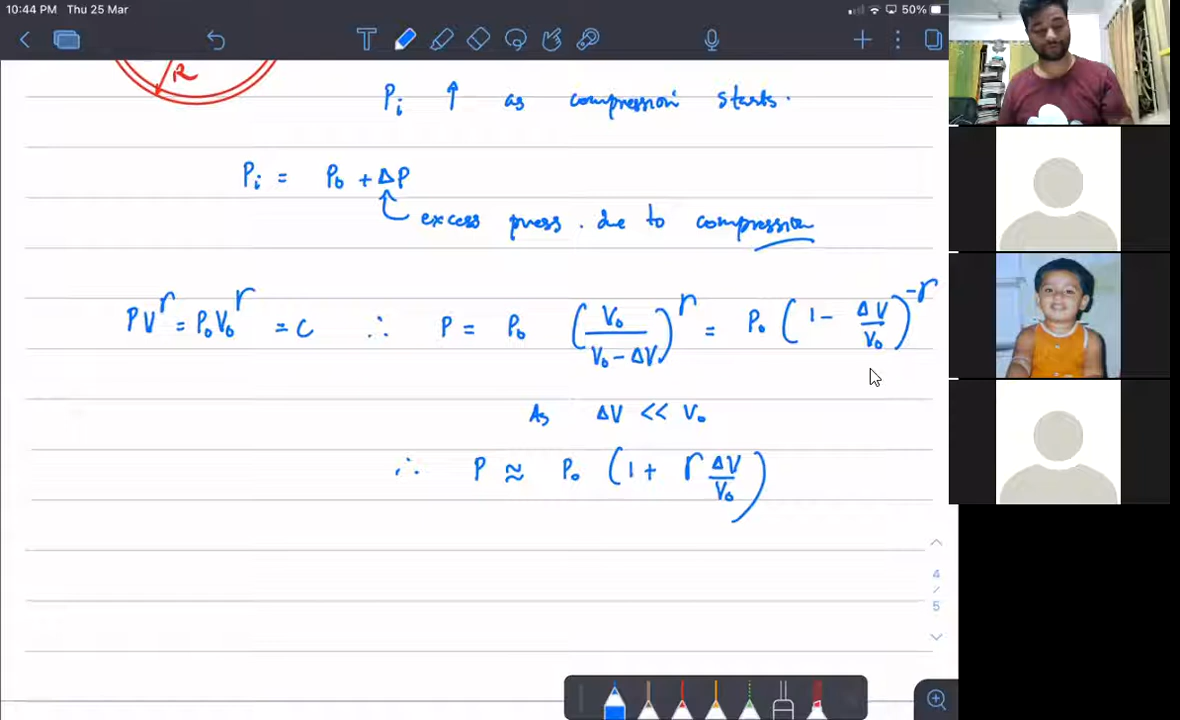 10:44 PM Thu 25 Mar
50%
R
Pi ↑ as compression starts.
Pi = P0 + ΔP
excess press. due to compression
PV^r = P0V0^r = C ∴ P = P0 (V0/(V0 - ΔV))^r = P0 (1 - ΔV/V0)^-r
As ΔV << V0
∴ P ≈ P0 (1 + r ΔV/V0)
4
/
5